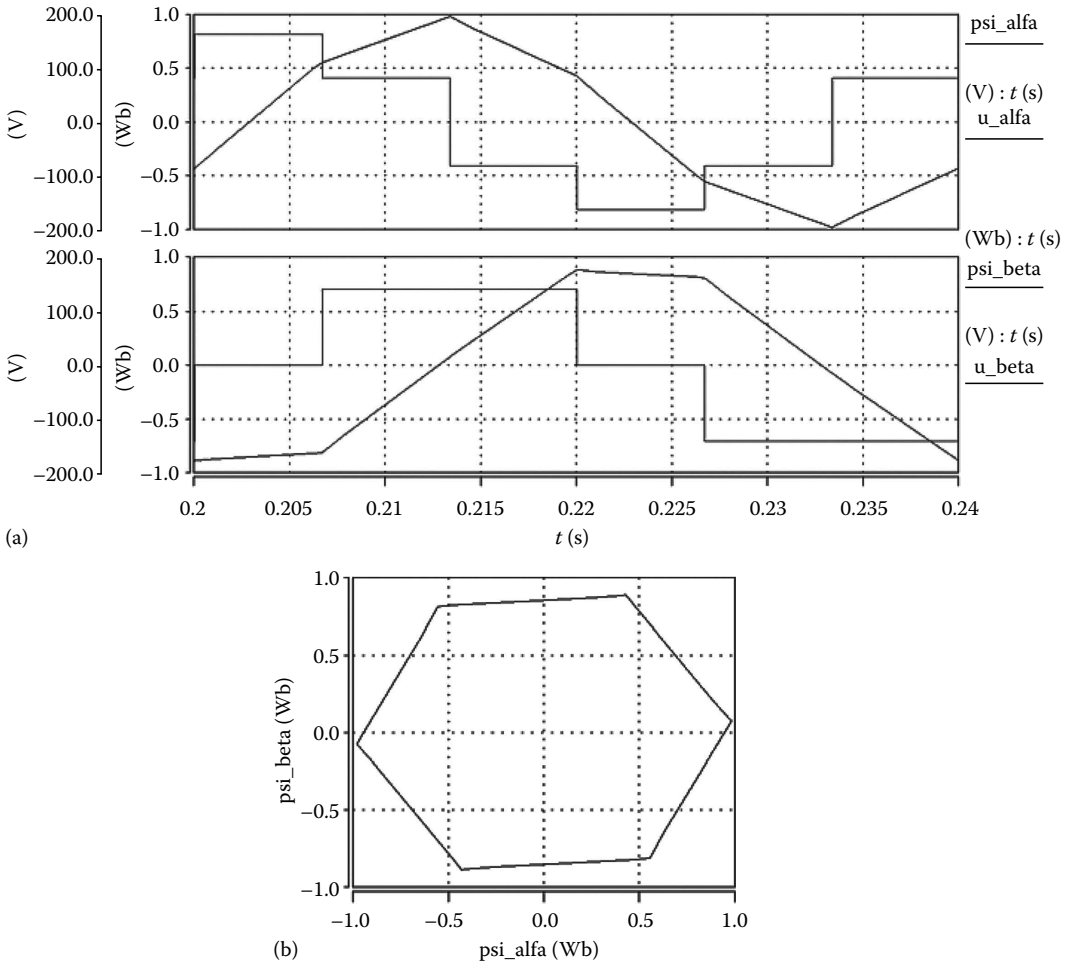 200.0 1.0 psi_alfa
100.0 0.5
(V) : t (s)
(V) 0.0 (Wb) 0.0 u_alfa
−100.0 −0.5
−200.0 −1.0
(Wb) : t (s)
200.0 1.0 psi_beta
100.0 0.5
(V) : t (s)
(V) 0.0 (Wb) 0.0 u_beta
−100.0 −0.5
−200.0 −1.0
0.2 0.205 0.21 0.215 0.22 0.225 0.23 0.235 0.24
(a) t (s)
1.0
0.5
psi_beta (Wb) 0.0
−0.5
−1.0
−1.0 −0.5 0.0 0.5 1.0
(b) psi_alfa (Wb)